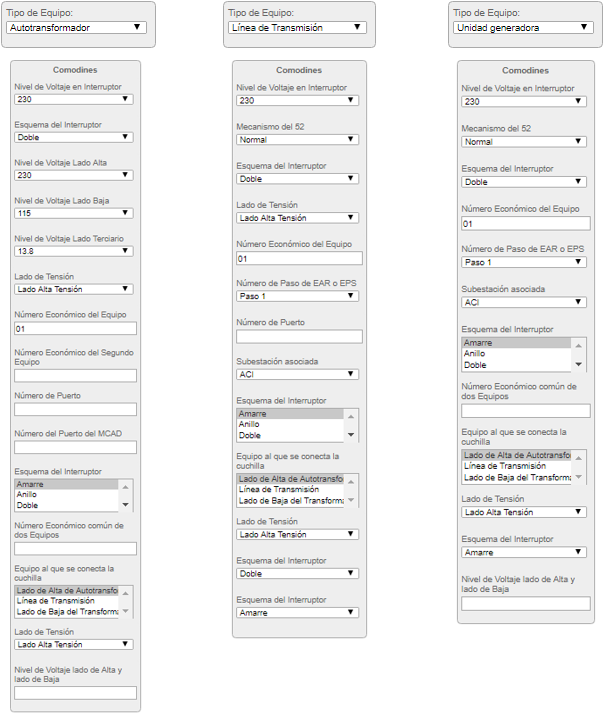 Tipo de Equipo:
Autotransformador
Comodines
Nivel de Voltaje en Interruptor
230
Esquema del Interruptor
Doble
Nivel de Voltaje Lado Alta
230
Nivel de Voltaje Lado Baja
115
Nivel de Voltaje Lado Terciario
13.8
Lado de Tensión
Lado Alta Tensión
Número Económico del Equipo
01
Número Económico del Segundo
Equipo
Número de Puerto
Número del Puerto del MCAD
Esquema del Interruptor
Amarre
Anillo
Doble
Número Económico común de
dos Equipos
Equipo al que se conecta la
cuchilla
Lado de Alta de Autotransfo
Línea de Transmisión
Lado de Baja del Transforma
Lado de Tensión
Lado Alta Tensión
Nivel de Voltaje lado de Alta y
lado de Baja
Tipo de Equipo:
Línea de Transmisión
Comodines
Nivel de Voltaje en Interruptor
230
Mecanismo del 52
Normal
Esquema del Interruptor
Doble
Lado de Tensión
Lado Alta Tensión
Número Económico del Equipo
01
Número de Paso de EAR o EPS
Paso 1
Número de Puerto
Subestación asociada
ACI
Esquema del Interruptor
Amarre
Anillo
Doble
Equipo al que se conecta la
cuchilla
Lado de Alta de Autotransfo
Línea de Transmisión
Lado de Baja del Transforma
Lado de Tensión
Lado Alta Tensión
Esquema del Interruptor
Doble
Esquema del Interruptor
Amarre
Tipo de Equipo:
Unidad generadora
Comodines
Nivel de Voltaje en Interruptor
230
Mecanismo del 52
Normal
Esquema del Interruptor
Doble
Número Económico del Equipo
01
Número de Paso de EAR o EPS
Paso 1
Subestación asociada
ACI
Esquema del Interruptor
Amarre
Anillo
Doble
Número Económico común de
dos Equipos
Equipo al que se conecta la
cuchilla
Lado de Alta de Autotransfo
Línea de Transmisión
Lado de Baja del Transforma
Lado de Tensión
Lado Alta Tensión
Esquema del Interruptor
Amarre
Nivel de Voltaje lado de Alta y
lado de Baja